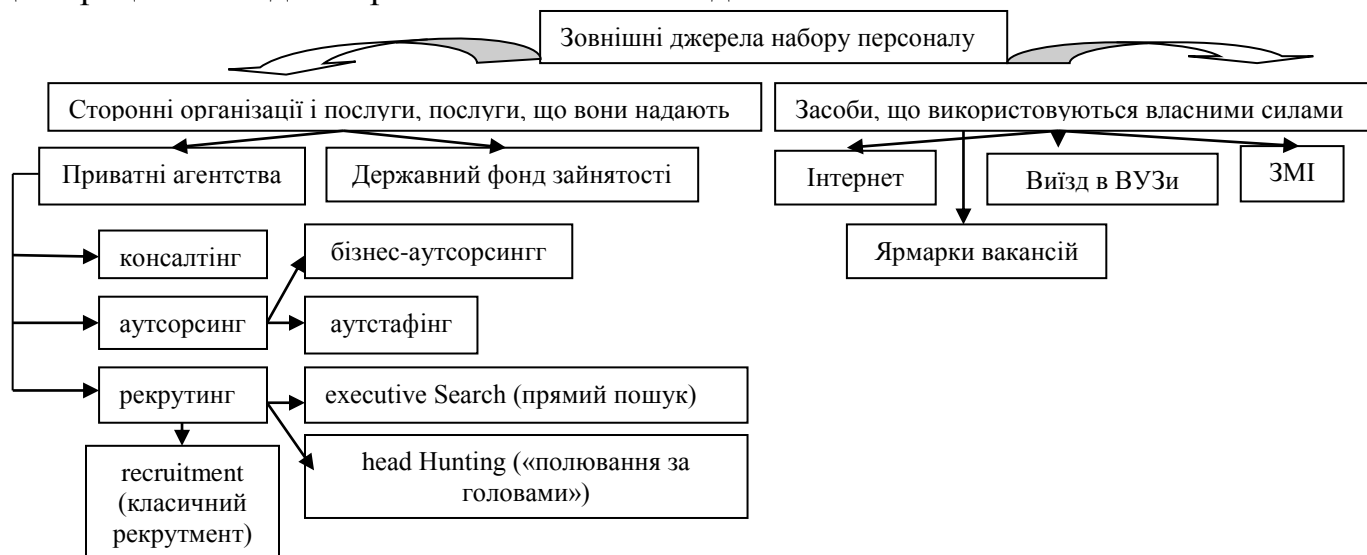 Зовнішні джерела набору персоналу
Сторонні організації і послуги, послуги, що вони надають
Засоби, що використовуються власними силами
Приватні агентства
Державний фонд зайнятості
Інтернет
Виїзд в ВУЗи
ЗМІ
консалтінг
бізнес-аутсорсингг
Ярмарки вакансій
аутсорсинг
аутстафінг
рекрутинг
executive Search (прямий пошук)
recruitment
(класичний
рекрутмент)
head Hunting («полювання за
головами»)